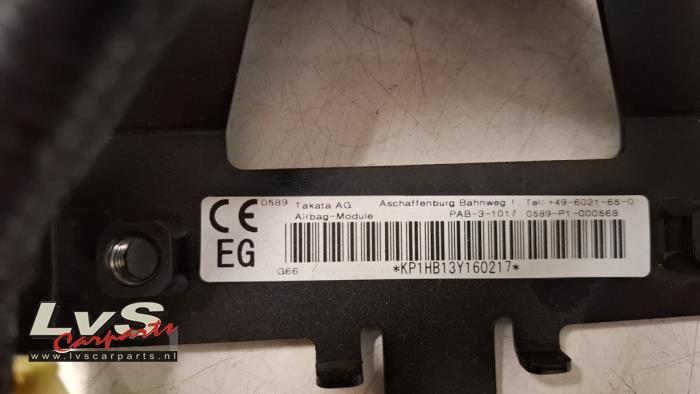 CE 0589 Takata AG Aschaffenburg Bahnweg 1 Tel: +49-6021-65-0
Airbag-Module PAB-3-1017 0589-P1-000568
EG
G66 *KP1HB13Y160217*
LvS
Carparts
www.lvscarparts.nl